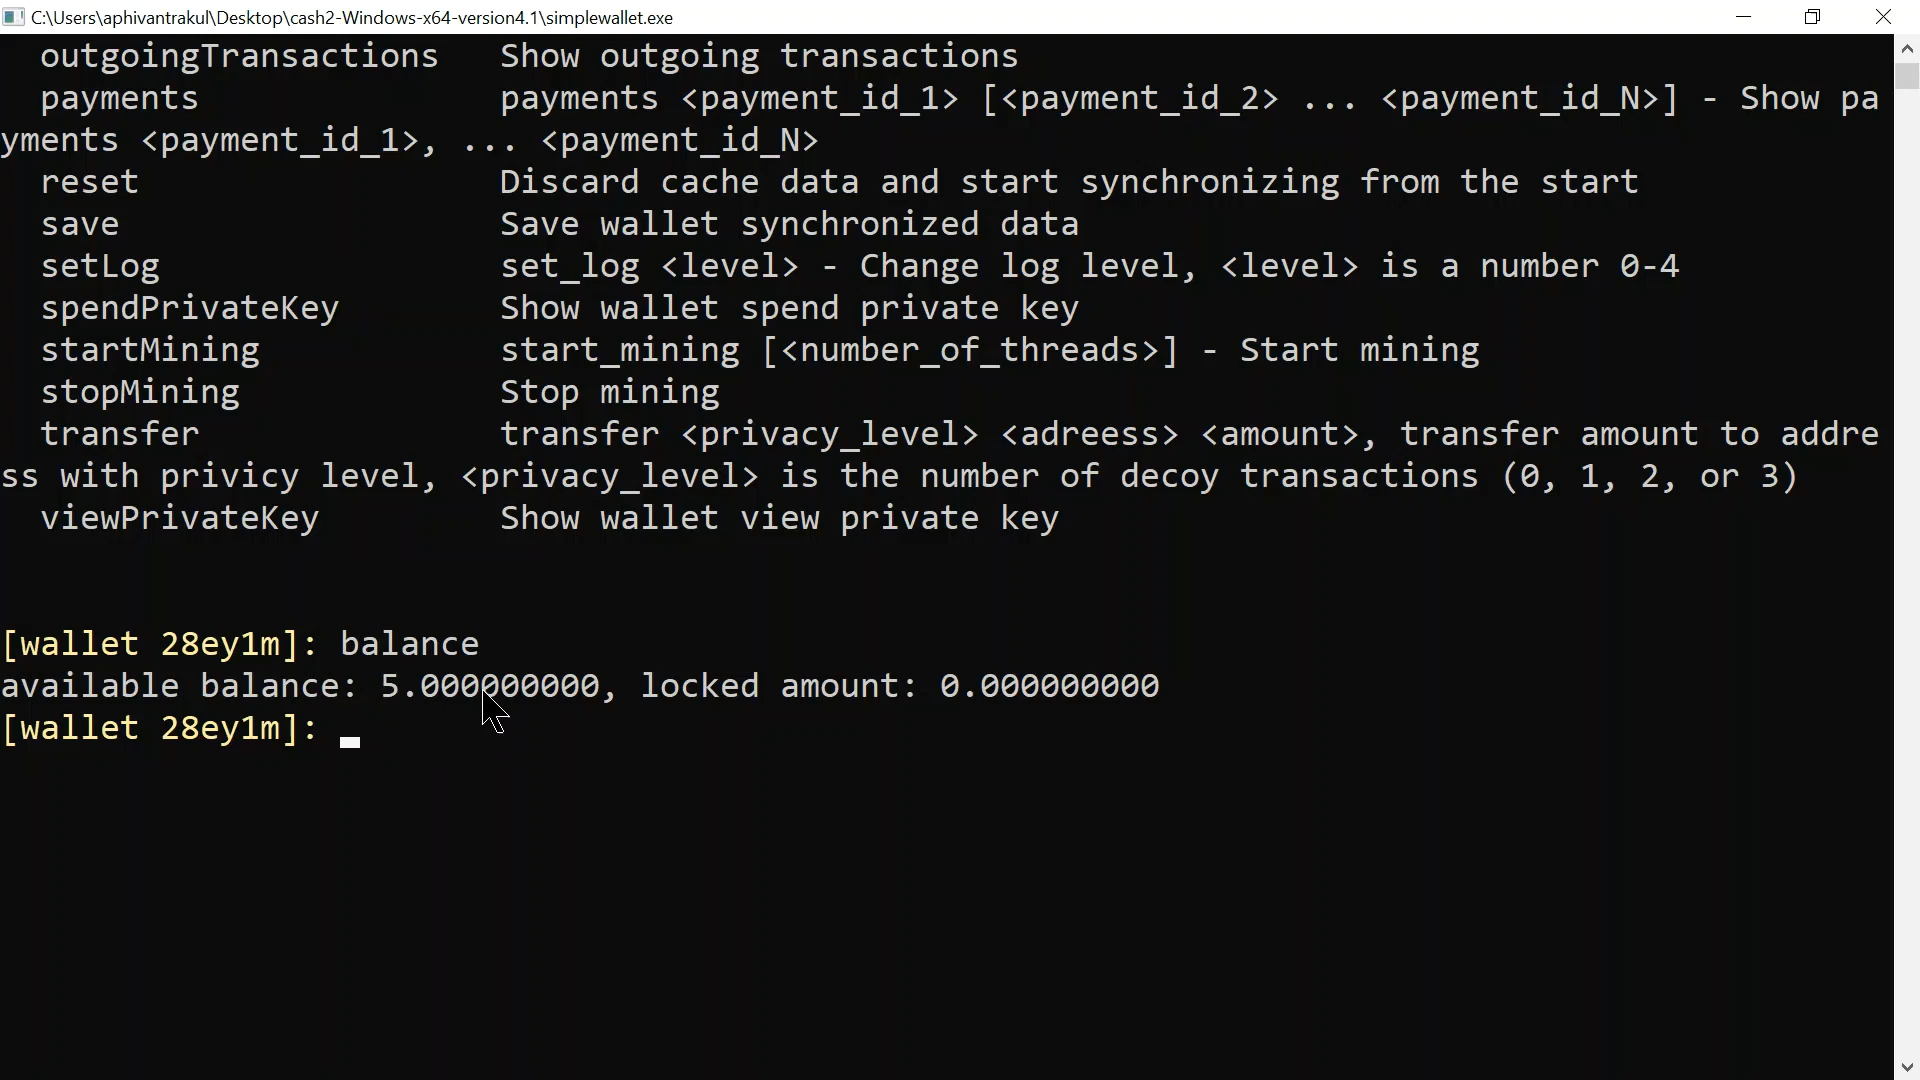 C:\Users\aphivantrakul\Desktop\cash2-Windows-x64-version4.1\simplewallet.exe
outgoingTransactions   Show outgoing transactions
payments               payments <payment_id_1> [<payment_id_2> ... <payment_id_N>] - Show pa
yments <payment_id_1>, ... <payment_id_N>
reset                  Discard cache data and start synchronizing from the start
save                   Save wallet synchronized data
setLog                 set_log <level> - Change log level, <level> is a number 0-4
spendPrivateKey        Show wallet spend private key
startMining            start_mining [<number_of_threads>] - Start mining
stopMining             Stop mining
transfer               transfer <privacy_level> <adreess> <amount>, transfer amount to addre
ss with privicy level, <privacy_level> is the number of decoy transactions (0, 1, 2, or 3)
viewPrivateKey         Show wallet view private key
[wallet 28ey1m]: balance
available balance: 5.000000000, locked amount: 0.000000000
[wallet 28ey1m]: